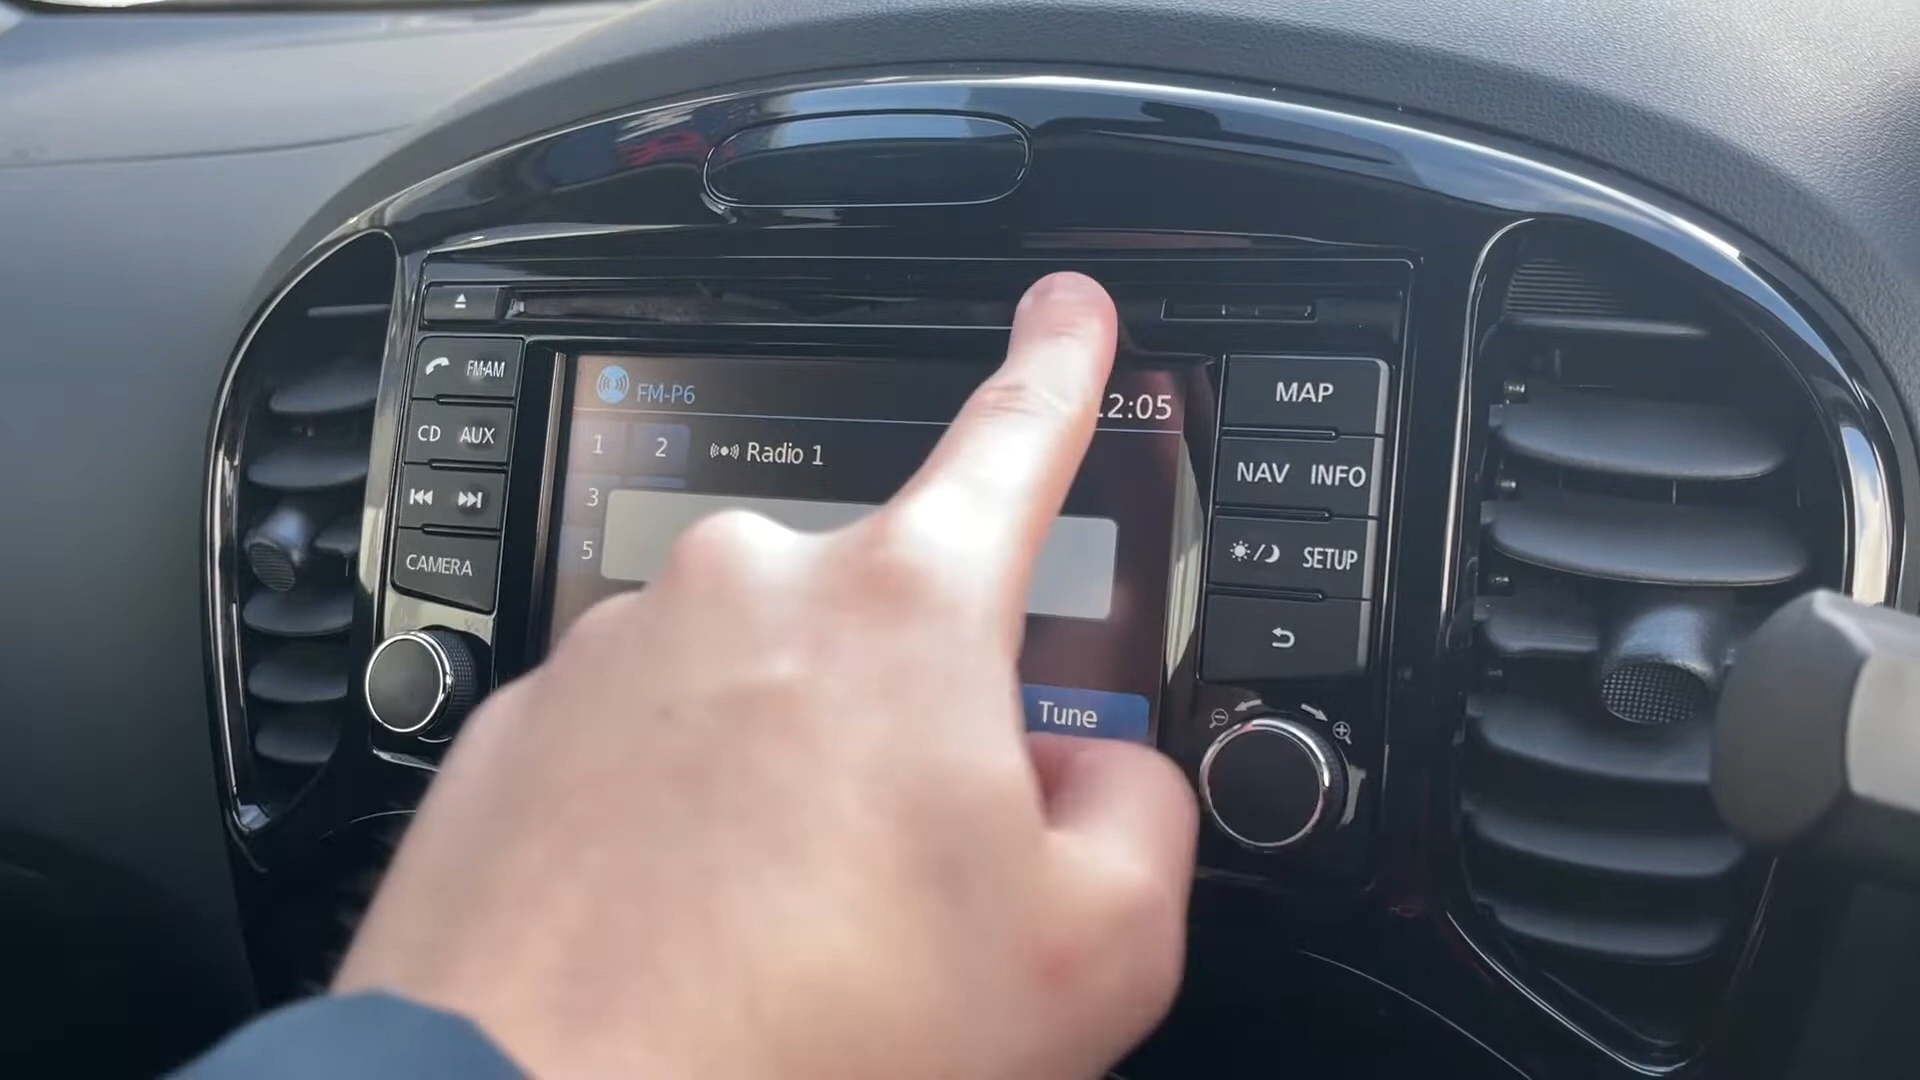 FM·AM
CD AUX
CAMERA
FM-P6
2:05
1 2 Radio 1
3
5
Tune
MAP
NAV INFO
SETUP